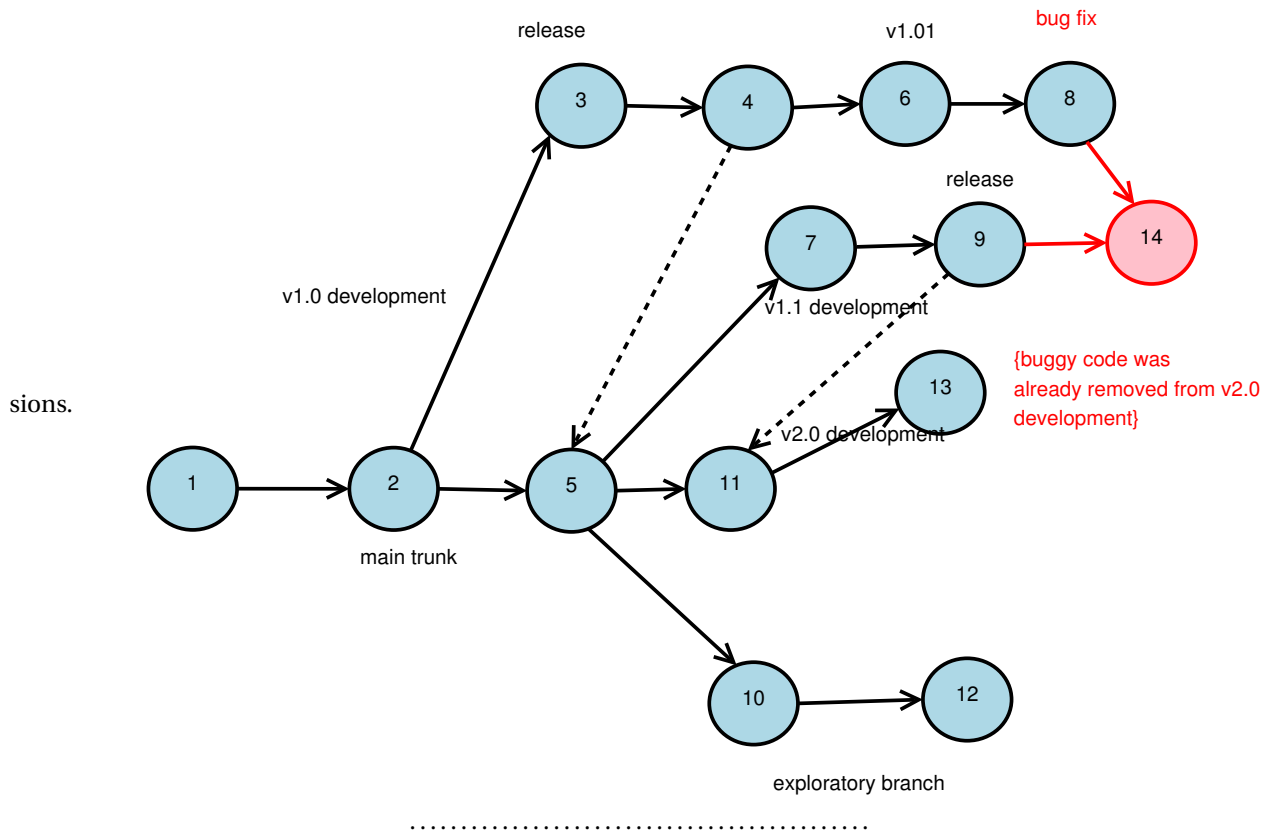 bug fix
release
v1.01
3
4
6
8
release
7
9
14
v1.0 development
v1.1 development
{buggy code was
already removed from v2.0
development}
13
sions.
v2.0 development
1
2
5
11
main trunk
10
12
exploratory branch
..............................................